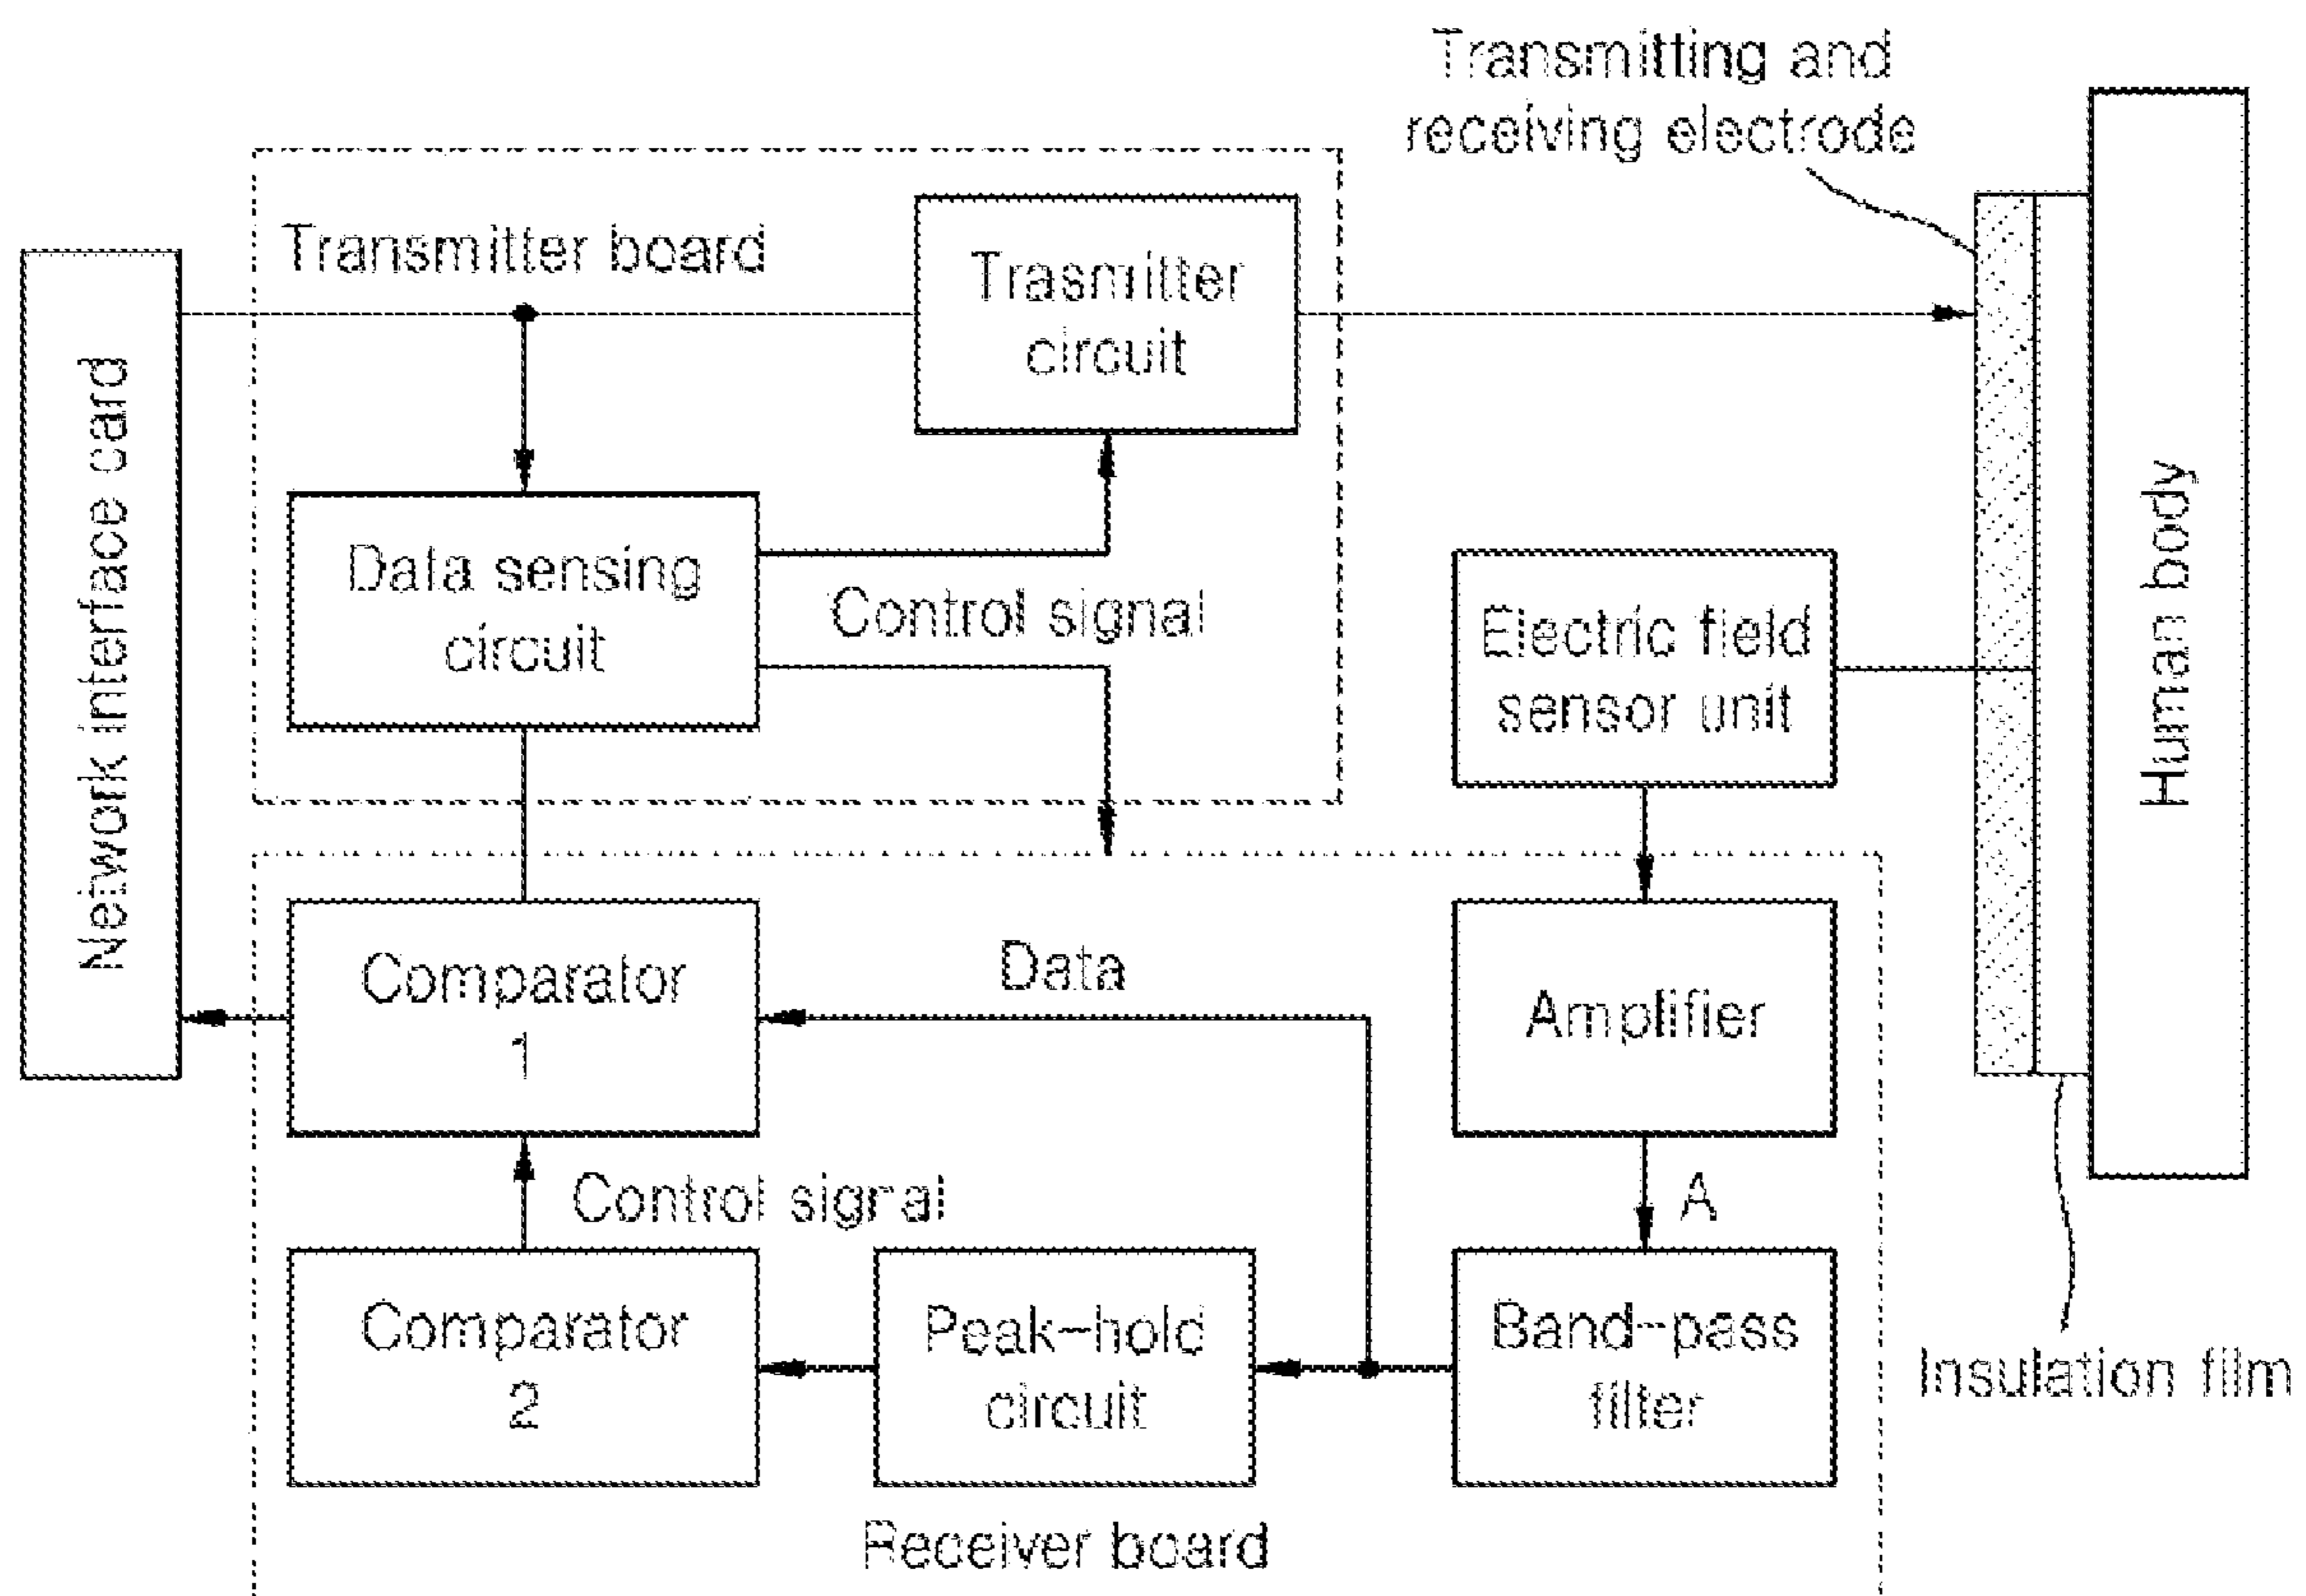 Transmitting and
receiving electrode
Transmitter board
Trasmitter
circuit
Network interface card
Data sensing
circuit
Control signal
Electric field
sensor unit
Human body
Comparator
1
Data
Amplifier
Control signal
A
Comparator
2
Peak-hold
circuit
Band-pass
filter
Insulation film
Receiver board